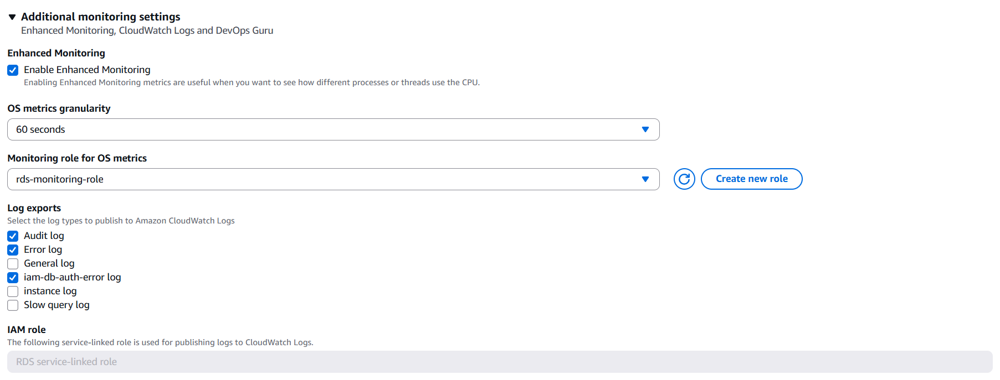 Additional monitoring settings
Enhanced Monitoring, CloudWatch Logs and DevOps Guru
Enhanced Monitoring
Enable Enhanced Monitoring
Enabling Enhanced Monitoring metrics are useful when you want to see how different processes or threads use the CPU.
OS metrics granularity
60 seconds
Monitoring role for OS metrics
rds-monitoring-role
Create new role
Log exports
Select the log types to publish to Amazon CloudWatch Logs
Audit log
Error log
General log
iam-db-auth-error log
instance log
Slow query log
IAM role
The following service-linked role is used for publishing logs to CloudWatch Logs.
RDS service-linked role